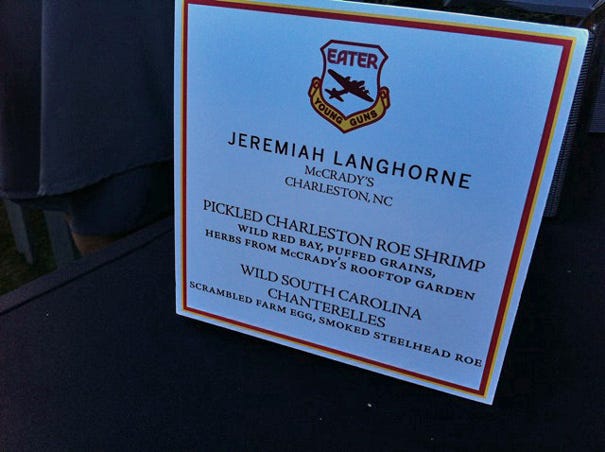 EATER
YOUNG GUNS
JEREMIAH LANGHORNE
McCRADY'S
CHARLESTON, NC
PICKLED CHARLESTON ROE SHRIMP
WILD RED BAY, PUFFED GRAINS,
HERBS FROM McCRADY'S ROOFTOP GARDEN
WILD SOUTH CAROLINA
CHANTERELLES
SCRAMBLED FARM EGG, SMOKED STEELHEAD ROE